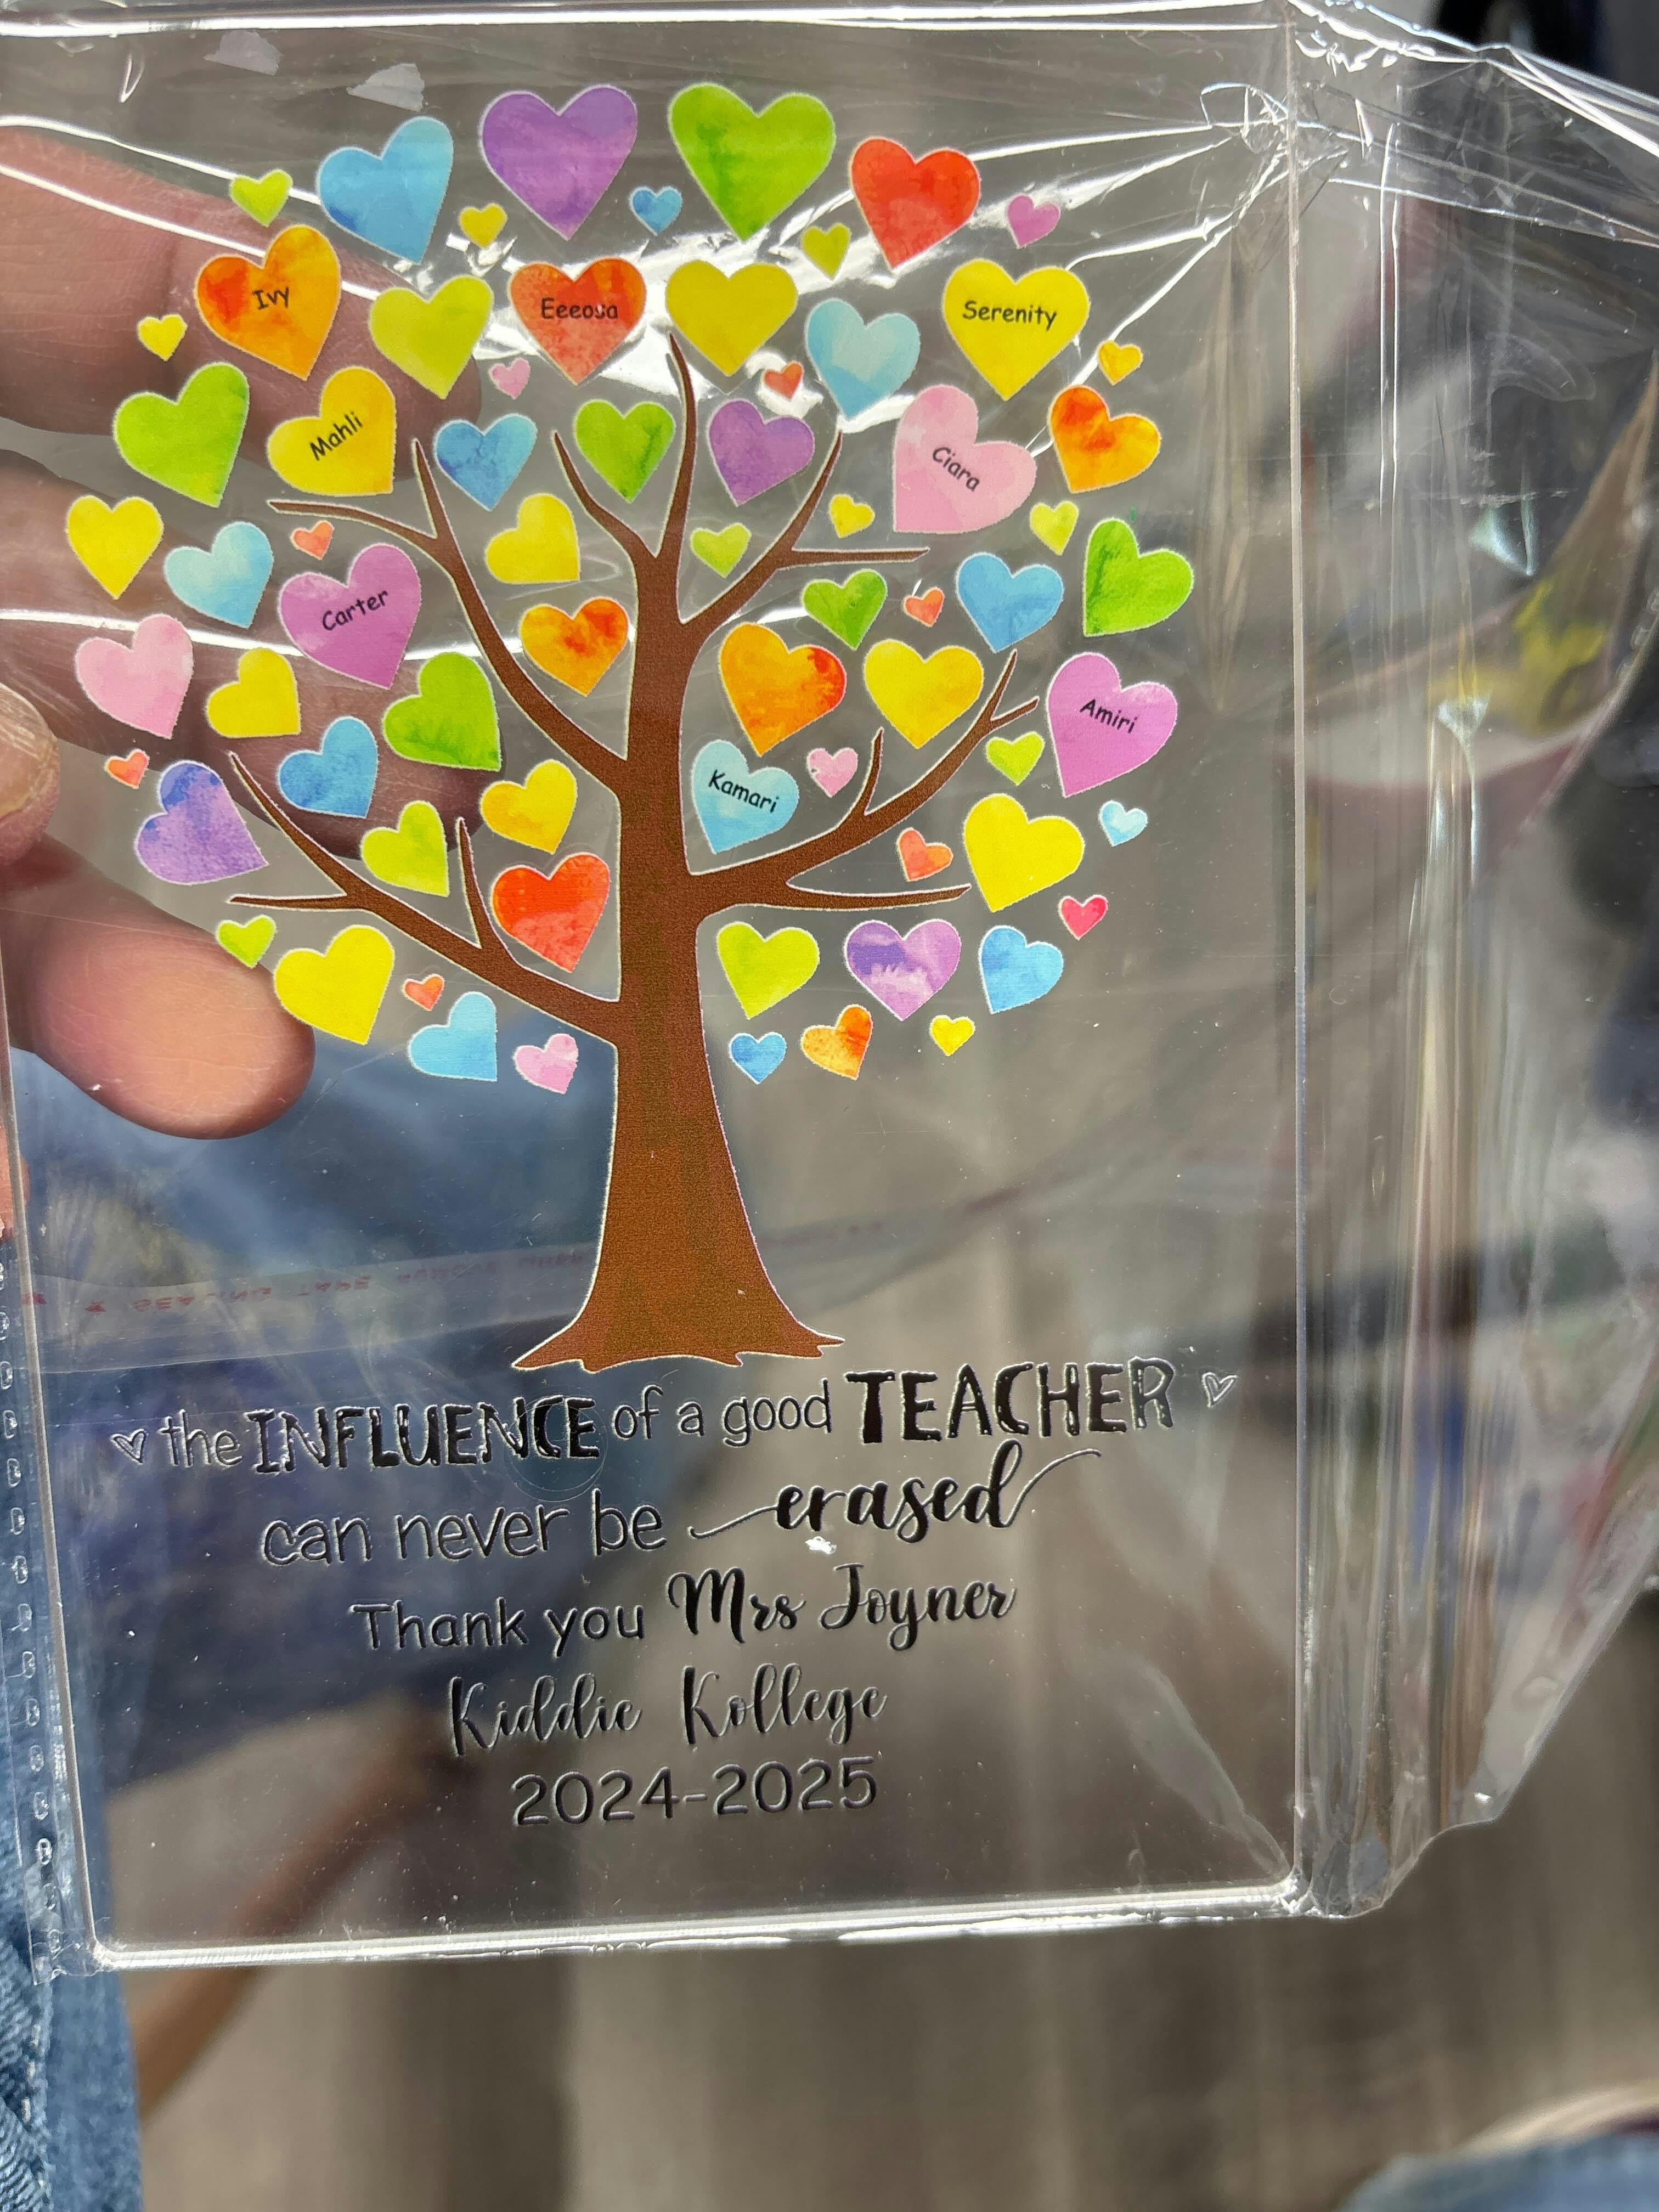 Ivy
Eeeosa
Serenity
Mahli
Ciara
Carter
Amiri
Kamari
the INFLUENCE of a good TEACHER
can never be erased
Thank you Mrs Joyner
Kiddie Kollege
2024-2025